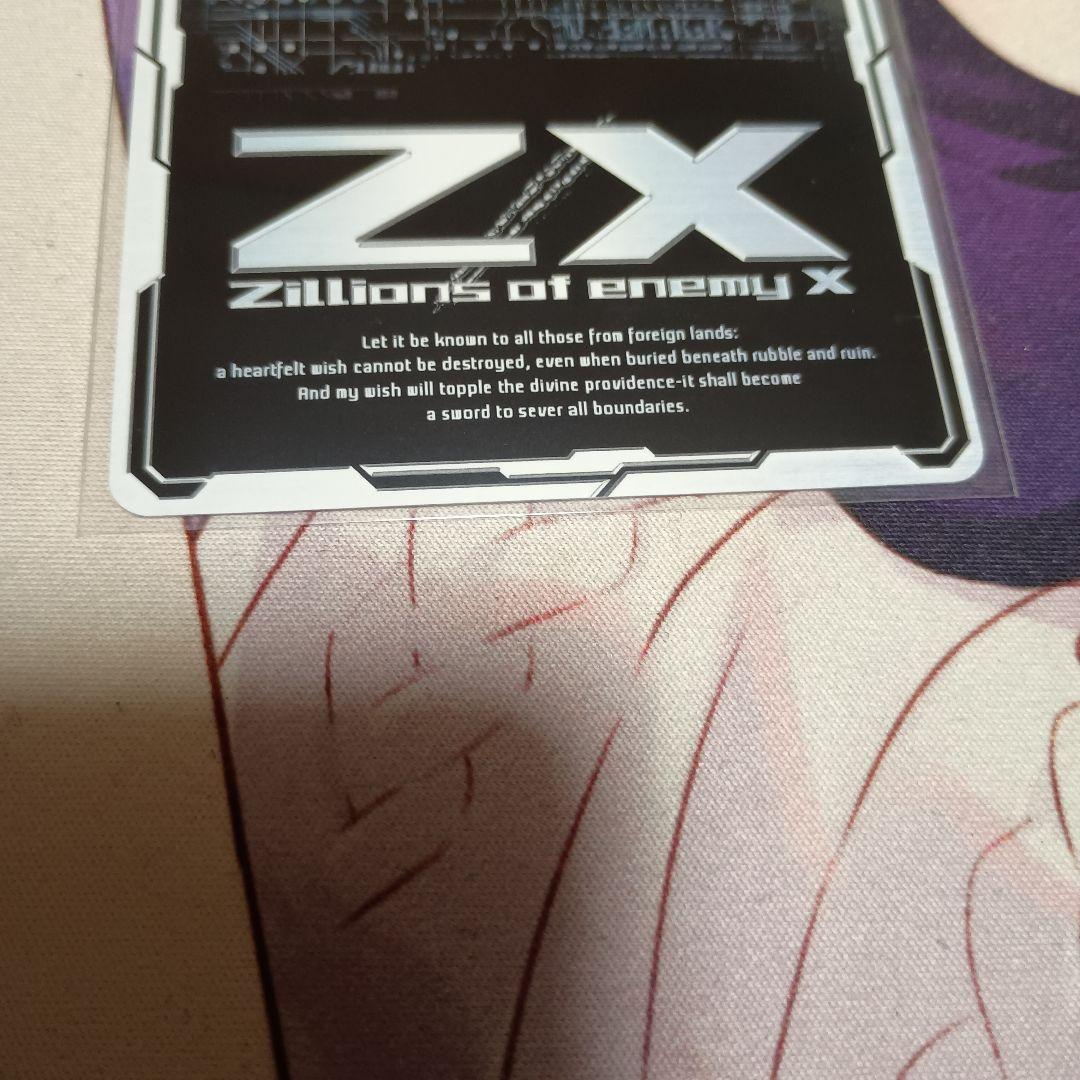 ZX
Zillions of enemy X
Let it be known to all those from foreign lands:
a heartfelt wish cannot be destroyed, even when buried beneath rubble and ruin.
And my wish will topple the divine providence-it shall become
a sword to sever all boundaries.